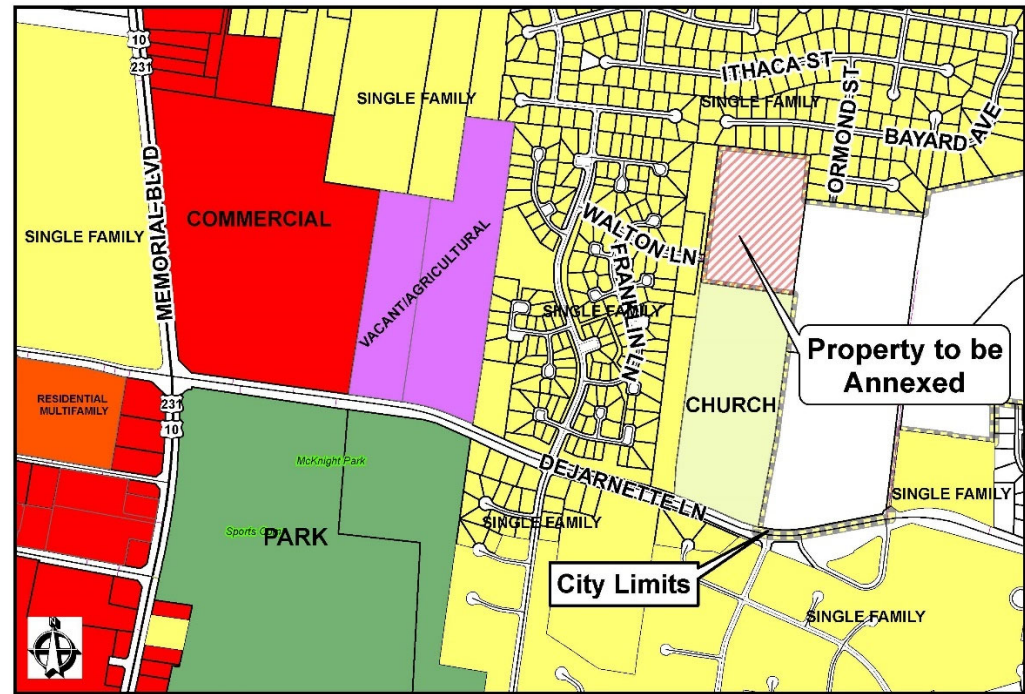 10
231
SINGLE FAMILY
ITHACA ST
SINGLE FAMILY
ORMOND ST
BAYARD AVE
MEMORIAL BLVD
COMMERCIAL
SINGLE FAMILY
VACANT/AGRICULTURAL
WALTON LN
FRANKLIN LN
SINGLE FAMILY
Property to be
Annexed
RESIDENTIAL
MULTIFAMILY
231
10
CHURCH
McKnight Park
DEJARNETTE LN
SINGLE FAMILY
SINGLE FAMILY
Sports
PARK
City Limits
SINGLE FAMILY